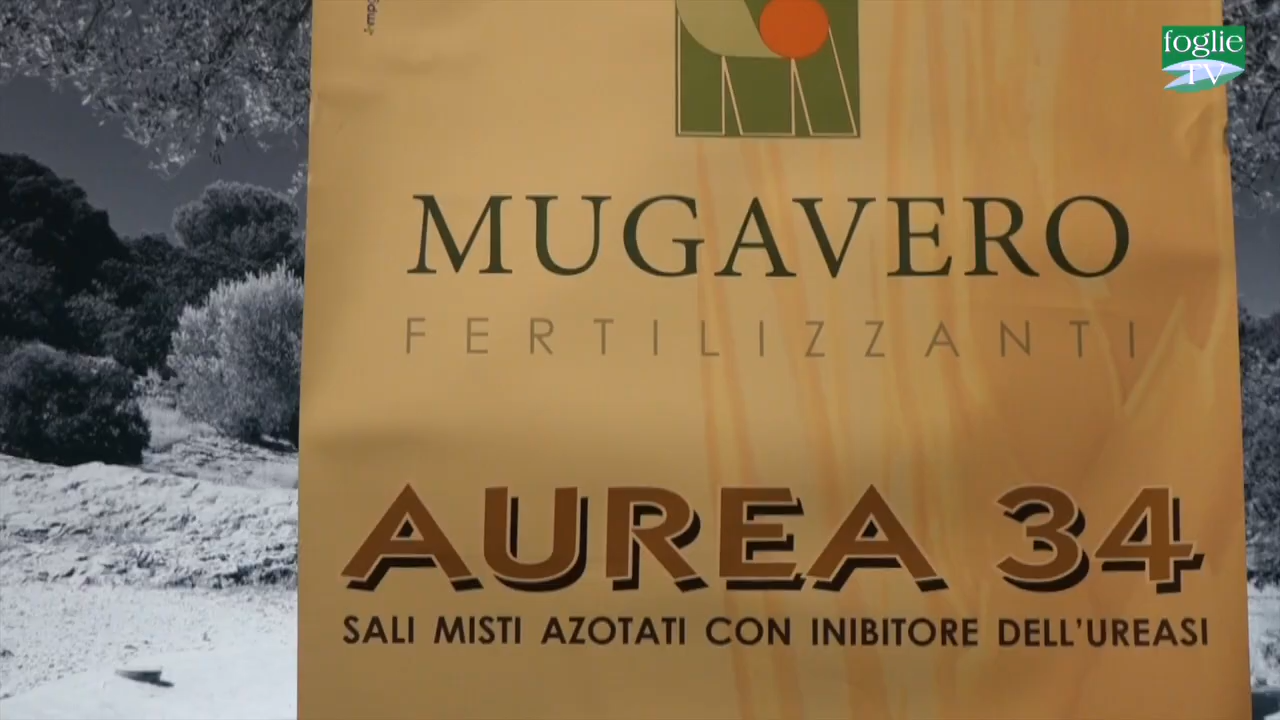 foglie
TV
MUGAVERO
FERTILIZZANTI
AUREA 34
SALI MISTI AZOTATI CON INIBITORE DELL'UREASI